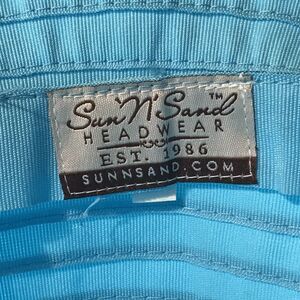 Sun 'N' Sand™
HEADWEAR
EST. 1986
SUNNSAND.COM